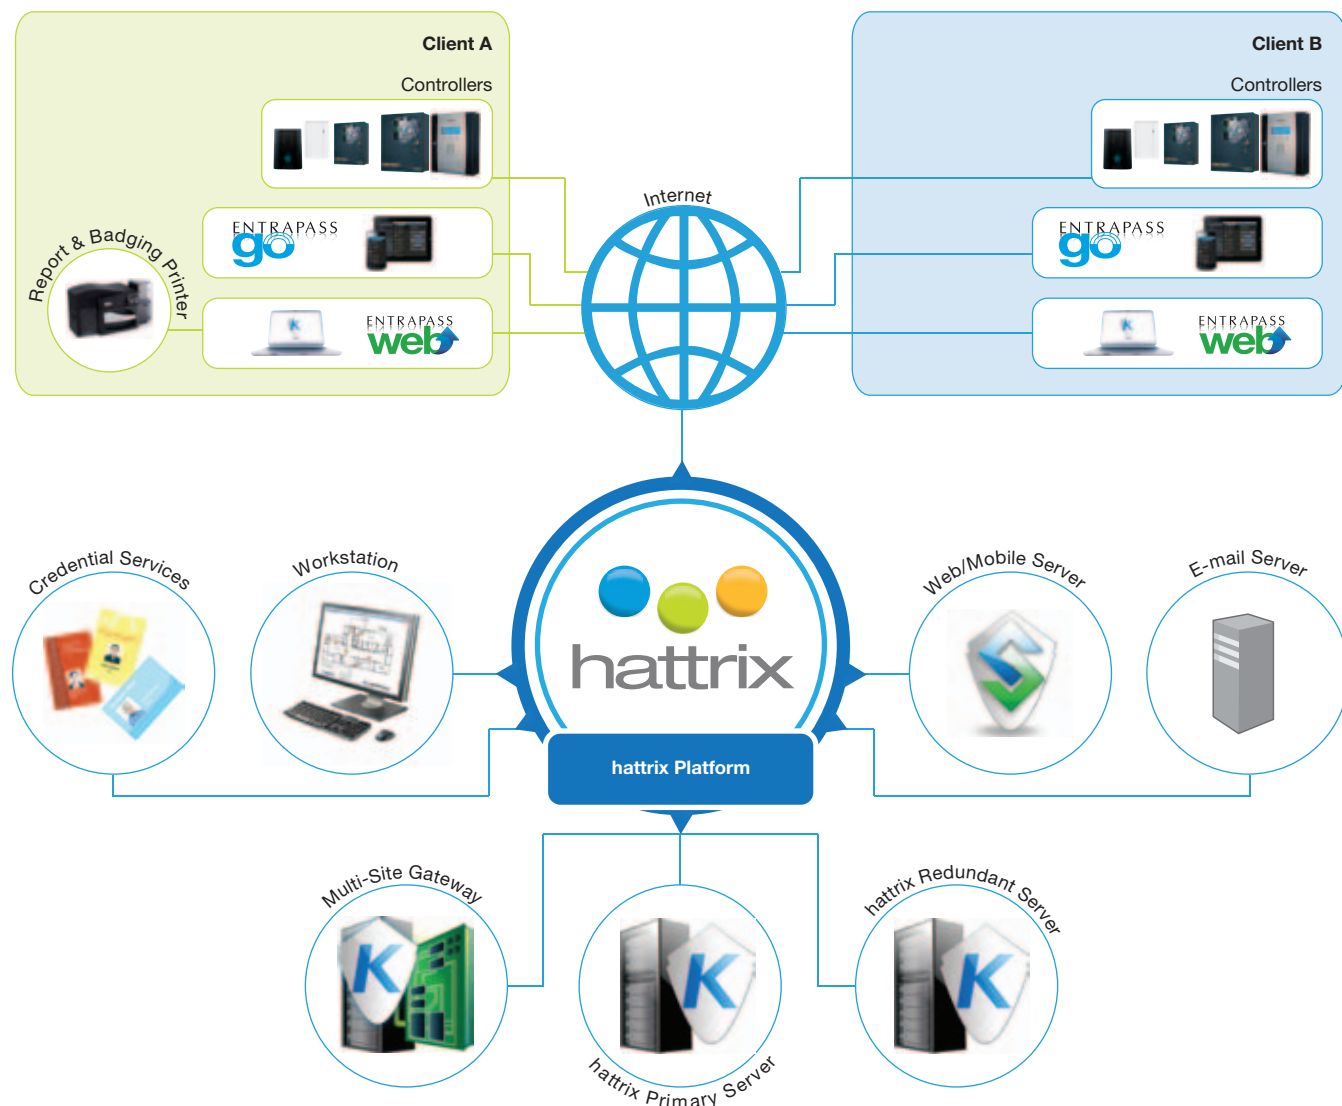 Client A
Controllers
ENTRAPASS
go
Report & Badging Printer
ENTRAPASS
web
Internet
Client B
Controllers
ENTRAPASS
go
ENTRAPASS
web
Credential Services
Workstation
hattrix
hattrix Platform
Web/Mobile Server
E-mail Server
Multi-Site Gateway
K
hattrix Primary Server
K
hattrix Redundant Server
K